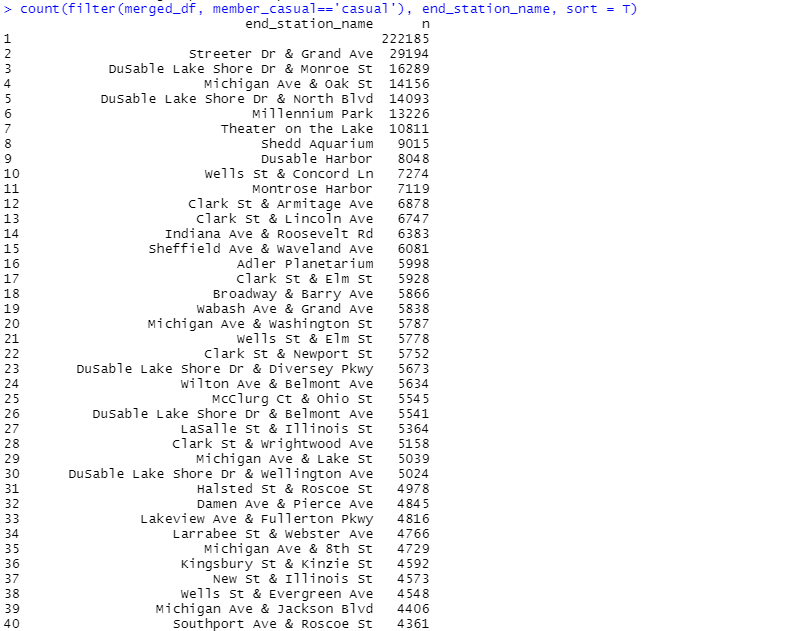 > count(filter(merged_df, member_casual=='casual'), end_station_name, sort = T)
end_station_name n
1 222185
2 Streeter Dr & Grand Ave 29194
3 DuSable Lake Shore Dr & Monroe St 16289
4 Michigan Ave & Oak St 14156
5 DuSable Lake Shore Dr & North Blvd 14093
6 Millennium Park 13226
7 Theater on the Lake 10811
8 Shedd Aquarium 9015
9 Dusable Harbor 8048
10 Wells St & Concord Ln 7274
11 Montrose Harbor 7119
12 Clark St & Armitage Ave 6878
13 Clark St & Lincoln Ave 6747
14 Indiana Ave & Roosevelt Rd 6383
15 Sheffield Ave & Waveland Ave 6081
16 Adler Planetarium 5998
17 Clark St & Elm St 5928
18 Broadway & Barry Ave 5866
19 Wabash Ave & Grand Ave 5838
20 Michigan Ave & Washington St 5787
21 Wells St & Elm St 5778
22 Clark St & Newport St 5752
23 DuSable Lake Shore Dr & Diversey Pkwy 5673
24 Wilton Ave & Belmont Ave 5634
25 McClurg Ct & Ohio St 5545
26 DuSable Lake Shore Dr & Belmont Ave 5541
27 LaSalle St & Illinois St 5364
28 Clark St & Wrightwood Ave 5158
29 Michigan Ave & Lake St 5039
30 DuSable Lake Shore Dr & Wellington Ave 5024
31 Halsted St & Roscoe St 4978
32 Damen Ave & Pierce Ave 4845
33 Lakeview Ave & Fullerton Pkwy 4816
34 Larrabee St & Webster Ave 4766
35 Michigan Ave & 8th St 4729
36 Kingsbury St & Kinzie St 4592
37 New St & Illinois St 4573
38 Wells St & Evergreen Ave 4548
39 Michigan Ave & Jackson Blvd 4406
40 Southport Ave & Roscoe St 4361